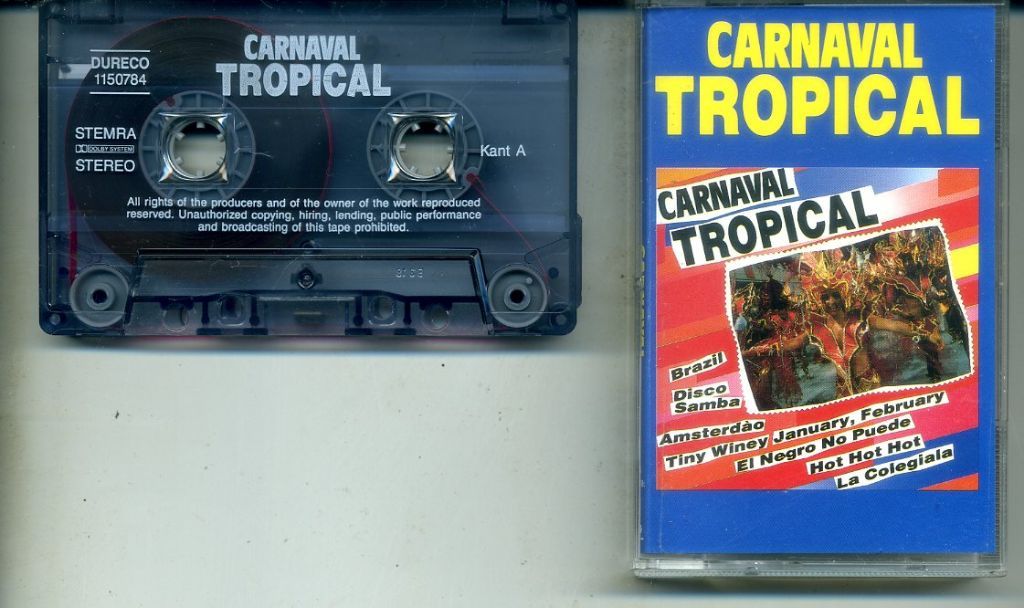 CARNAVAL
TROPICAL
DURECO
1150784
STEMRA
DOLBY SYSTEM
STEREO
Kant A
All rights of the producers and of the owner of the work reproduced
reserved. Unauthorized copying, hiring, lending, public performance
and broadcasting of this tape prohibited.
CARNAVAL
TROPICAL
CARNAVAL
TROPICAL
Brazil
Disco
Samba
Amsterdào
Tiny Winey January, February
El Negro No Puede
Hot Hot Hot
La Colegiala